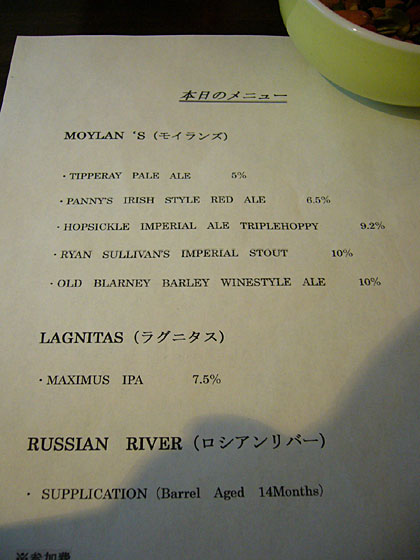 本日のメニュー
MOYLAN 'S (モイランズ)
・TIPPERAY PALE ALE 5%
・PANNY'S IRISH STYLE RED ALE 6.5%
・HOPSICKLE IMPERIAL ALE TRIPLEHOPPY 9.2%
・RYAN SULLIVAN'S IMPERIAL STOUT 10%
・OLD BLARNEY BARLEY WINESTYLE ALE 10%
LAGNITAS (ラグニタス)
・MAXIMUS IPA 7.5%
RUSSIAN RIVER (ロシアンリバー)
・SUPPLICATION (Barrel Aged 14Months)
※参加費